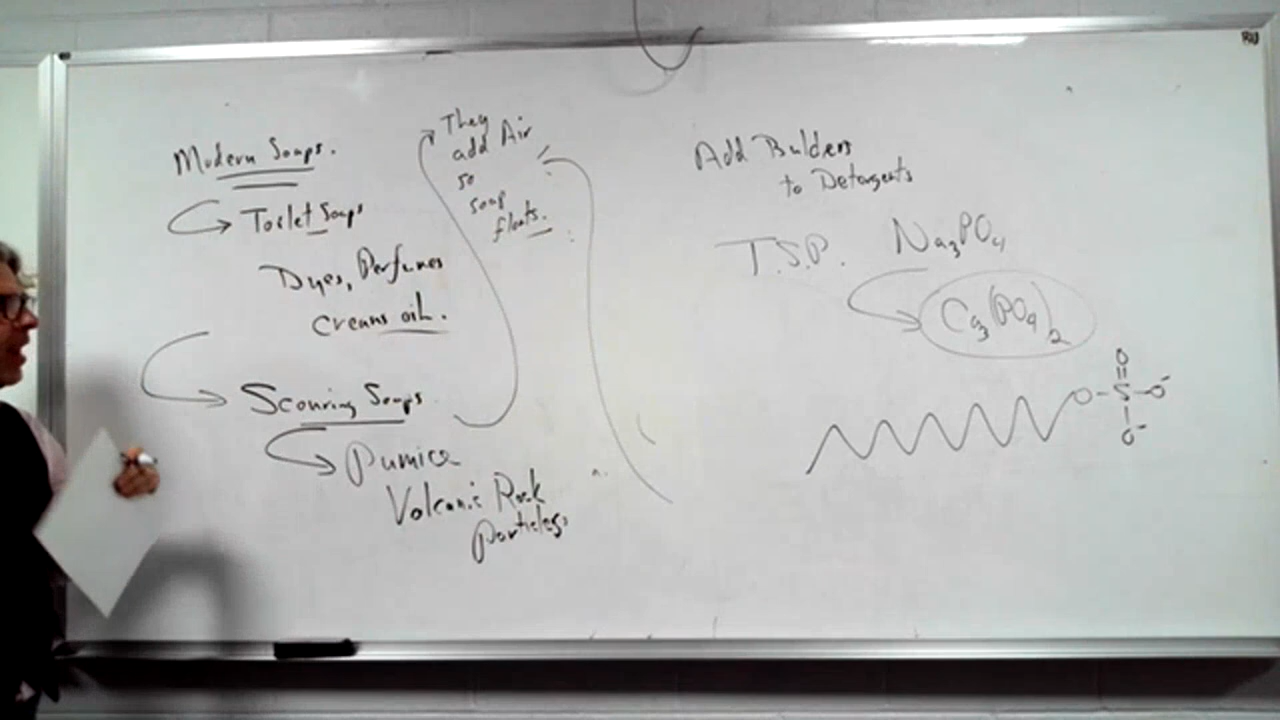 Modern Soaps.
Toilet Soaps
Dyes, Perfumes
Creams oil.
Scouring Soaps
Pumice
Volcanic Rock
particles
They
add Air
so
soap
floats.
Add Bulders
to Detergents
T.S.P. Na3PO4
Ca3(PO4)2
O
O-S-O-
O-